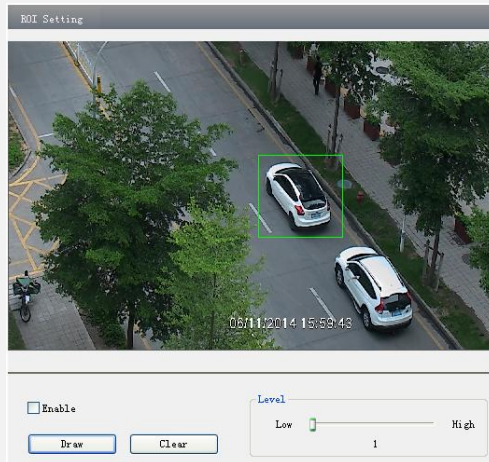 ROI Setting
06/11/2014 15:59:43
Enable
Level
Low
High
1
Draw
Clear